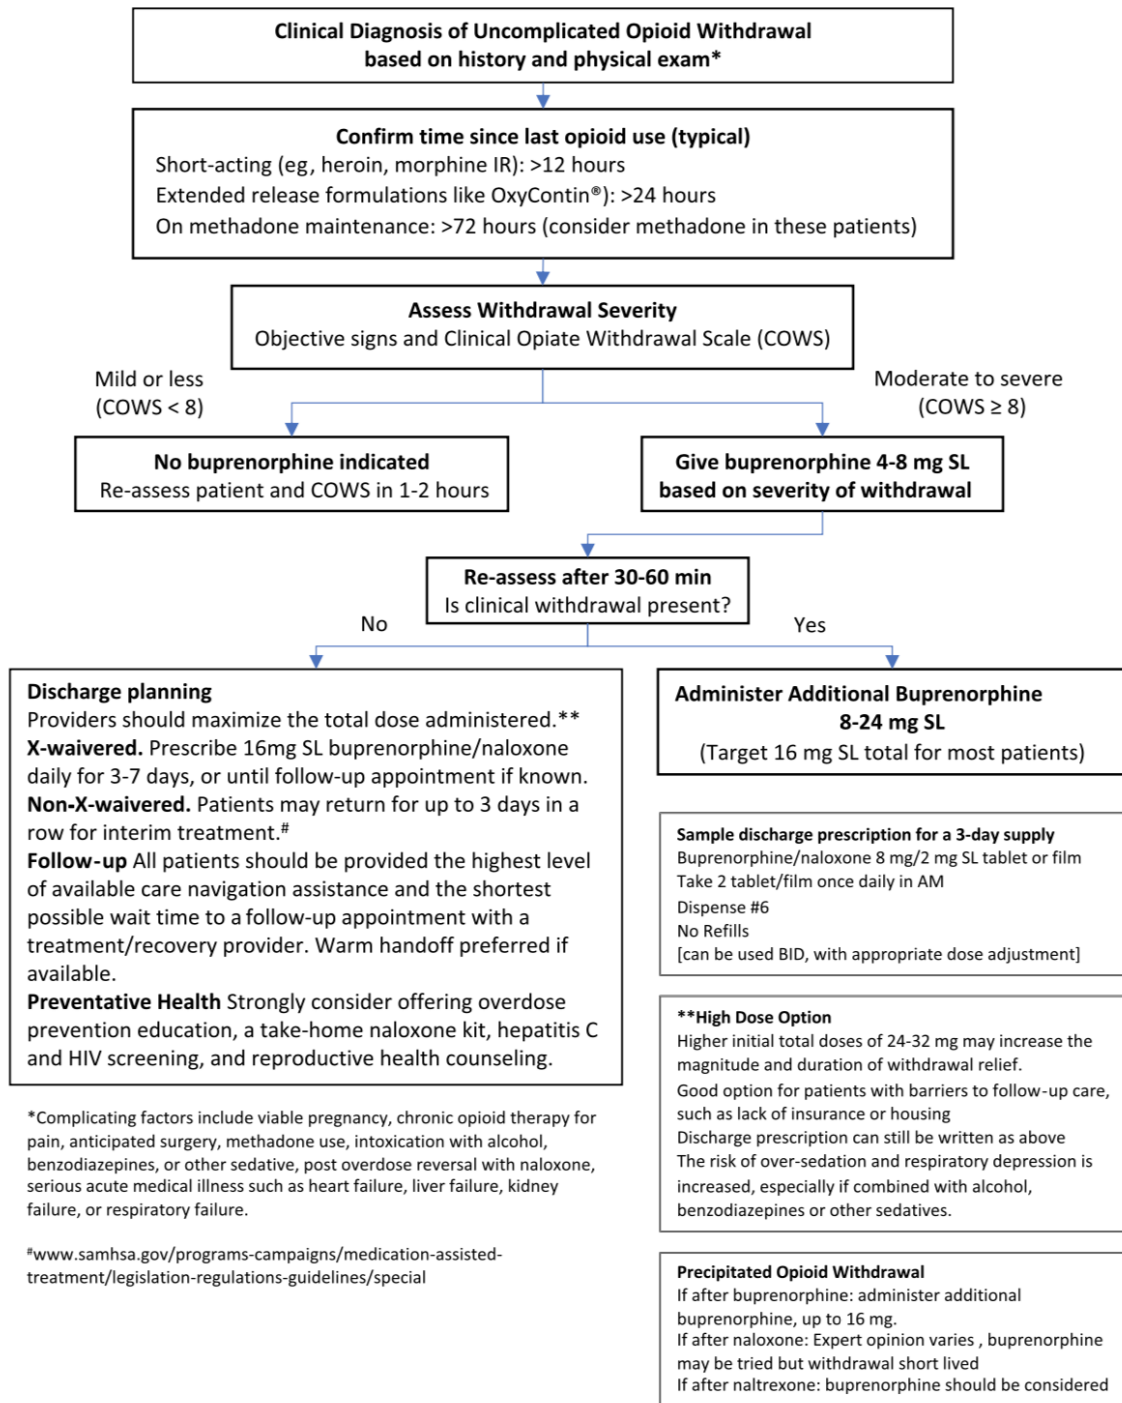 Clinical Diagnosis of Uncomplicated Opioid Withdrawal
based on history and physical exam*
Confirm time since last opioid use (typical)
Short-acting (eg, heroin, morphine IR): >12 hours
Extended release formulations like OxyContin®): >24 hours
On methadone maintenance: >72 hours (consider methadone in these patients)
Assess Withdrawal Severity
Objective signs and Clinical Opiate Withdrawal Scale (COWS)
Mild or less
(COWS < 8)
Moderate to severe
(COWS ≥ 8)
No buprenorphine indicated
Re-assess patient and COWS in 1-2 hours
Give buprenorphine 4-8 mg SL
based on severity of withdrawal
Re-assess after 30-60 min
Is clinical withdrawal present?
No
Yes
Discharge planning
Providers should maximize the total dose administered.**
X-waivered. Prescribe 16mg SL buprenorphine/naloxone
daily for 3-7 days, or until follow-up appointment if known.
Non-X-waivered. Patients may return for up to 3 days in a
row for interim treatment.#
Follow-up All patients should be provided the highest level
of available care navigation assistance and the shortest
possible wait time to a follow-up appointment with a
treatment/recovery provider. Warm handoff preferred if
available.
Preventative Health Strongly consider offering overdose
prevention education, a take-home naloxone kit, hepatitis C
and HIV screening, and reproductive health counseling.
Administer Additional Buprenorphine
8-24 mg SL
(Target 16 mg SL total for most patients)
Sample discharge prescription for a 3-day supply
Buprenorphine/naloxone 8 mg/2 mg SL tablet or film
Take 2 tablet/film once daily in AM
Dispense #6
No Refills
[can be used BID, with appropriate dose adjustment]
**High Dose Option
Higher initial total doses of 24-32 mg may increase the
magnitude and duration of withdrawal relief.
Good option for patients with barriers to follow-up care,
such as lack of insurance or housing
Discharge prescription can still be written as above
The risk of over-sedation and respiratory depression is
increased, especially if combined with alcohol,
benzodiazepines or other sedatives.
*Complicating factors include viable pregnancy, chronic opioid therapy for
pain, anticipated surgery, methadone use, intoxication with alcohol,
benzodiazepines, or other sedative, post overdose reversal with naloxone,
serious acute medical illness such as heart failure, liver failure, kidney
failure, or respiratory failure.
#www.samhsa.gov/programs-campaigns/medication-assisted-
treatment/legislation-regulations-guidelines/special
Precipitated Opioid Withdrawal
If after buprenorphine: administer additional
buprenorphine, up to 16 mg.
If after naloxone: Expert opinion varies , buprenorphine
may be tried but withdrawal short lived
If after naltrexone: buprenorphine should be considered